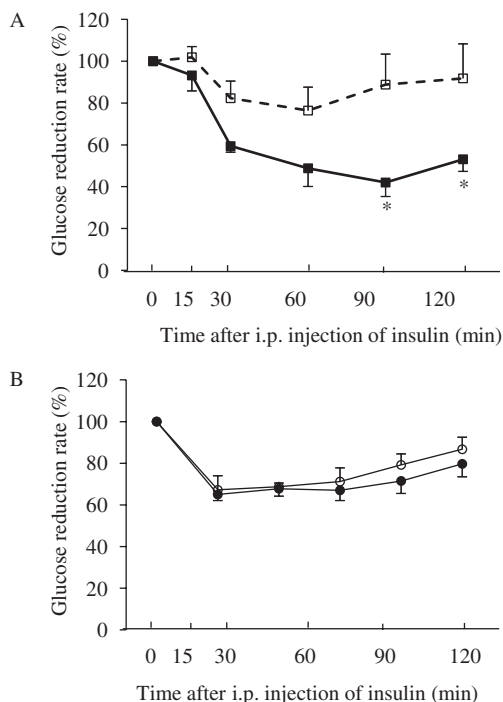 A
Glucose reduction rate (%)
120
100
80
60
40
20
0
*
*
0 15 30 60 90 120
Time after i.p. injection of insulin (min)
B
Glucose reduction rate (%)
120
100
80
60
40
20
0
0 15 30 60 90 120
Time after i.p. injection of insulin (min)